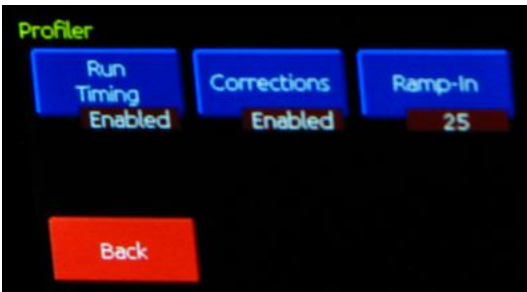 Profiler
Run
Timing
Enabled
Corrections
Enabled
Ramp-In
25
Back